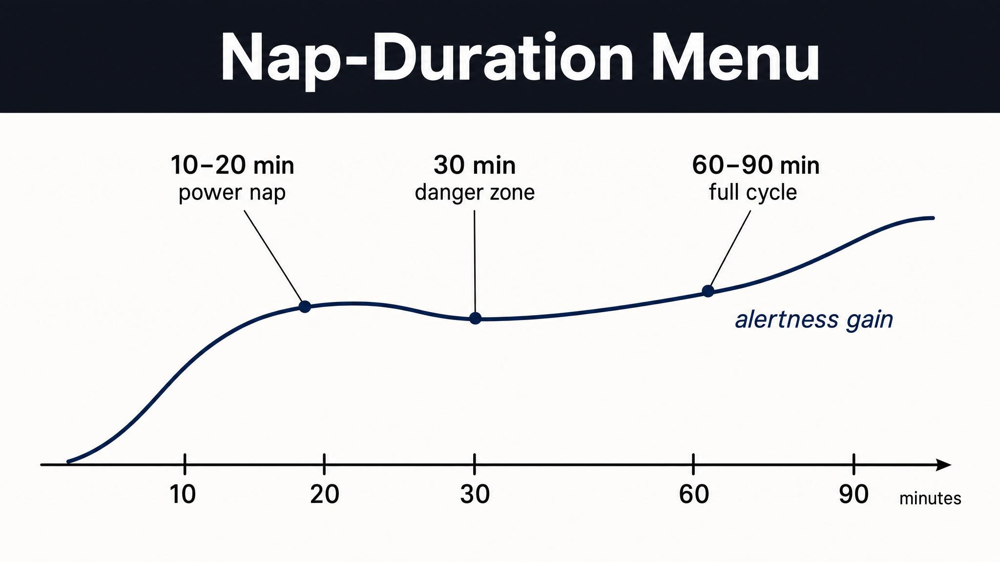 Nap-Duration Menu
10–20 min
power nap
30 min
danger zone
60–90 min
full cycle
alertness gain
10
20
30
60
90
minutes